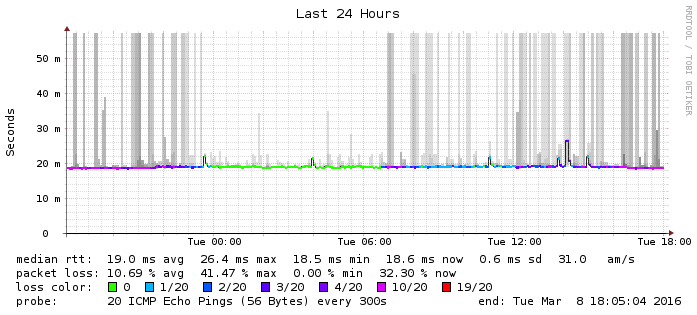 Last 24 Hours
RRDTOOL / TOBI OETIKER
Seconds
50 m
40 m
30 m
20 m
10 m
0
Tue 00:00 Tue 06:00 Tue 12:00 Tue 18:00
median rtt: 19.0 ms avg 26.4 ms max 18.5 ms min 18.6 ms now 0.6 ms sd 31.0 am/s
packet loss: 10.69 % avg 41.47 % max 0.00 % min 32.30 % now
loss color: 0 1/20 2/20 3/20 4/20 10/20 19/20
probe: 20 ICMP Echo Pings (56 Bytes) every 300s end: Tue Mar 8 18:05:04 2016